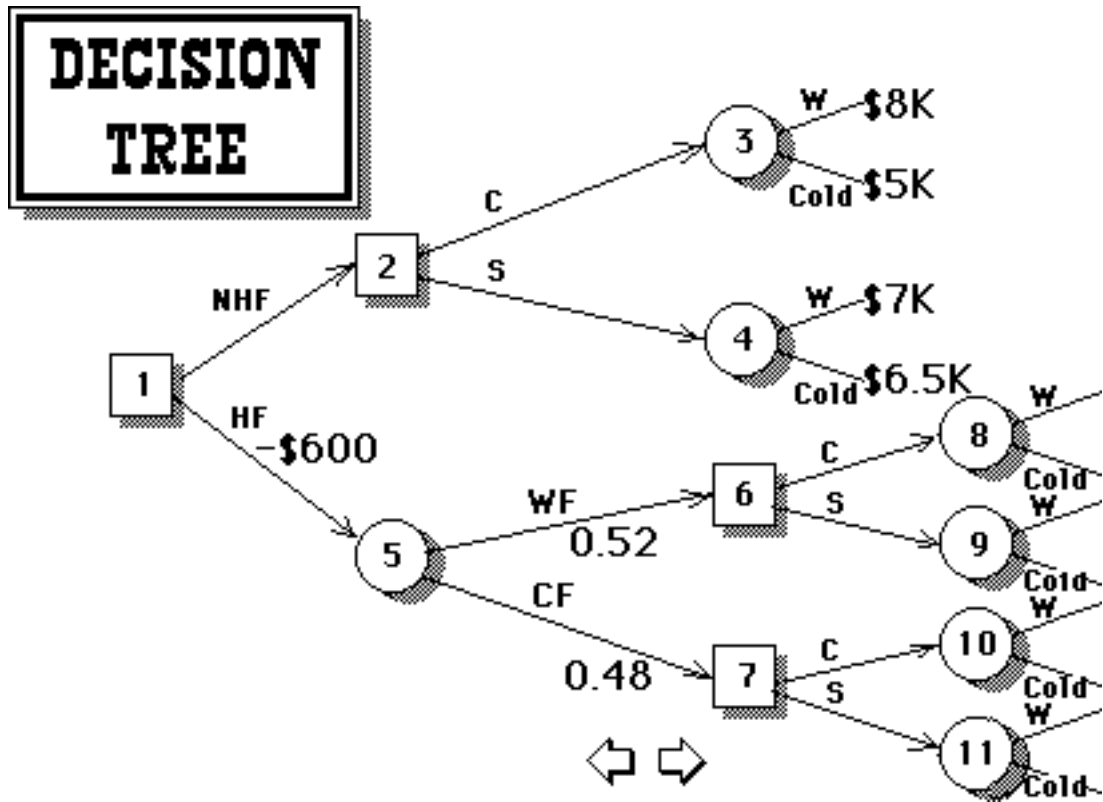 DECISION
TREE
W
$8K
3
Cold
$5K
C
2
S
NHF
W
$7K
4
Cold
$6.5K
1
HF
-$600
W
8
C
Cold
6
WF
S
W
0.52
9
5
Cold
CF
W
10
C
0.48
7
Cold
S
W
11
Cold